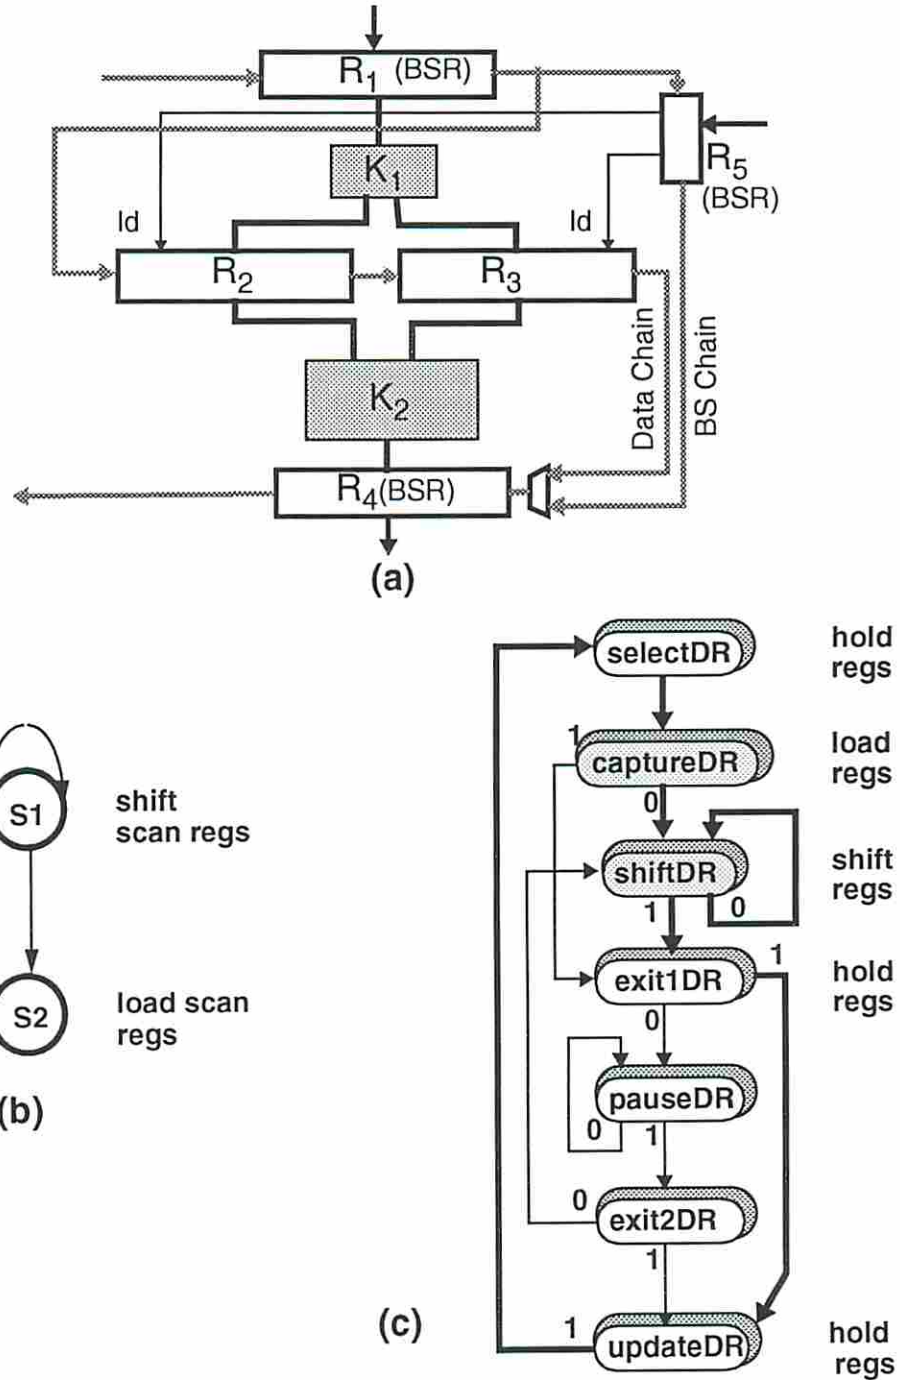 R1 (BSR)
R5
(BSR)
K1
ld
ld
R2
R3
Data Chain
BS Chain
K2
R4(BSR)
(a)
selectDR
hold
regs
1
captureDR
load
regs
0
S1
shift
scan regs
shiftDR
shift
regs
1
0
exit1DR
1
hold
regs
0
S2
load scan
regs
pauseDR
0
1
(b)
0
exit2DR
1
(c)
1
updateDR
hold
regs